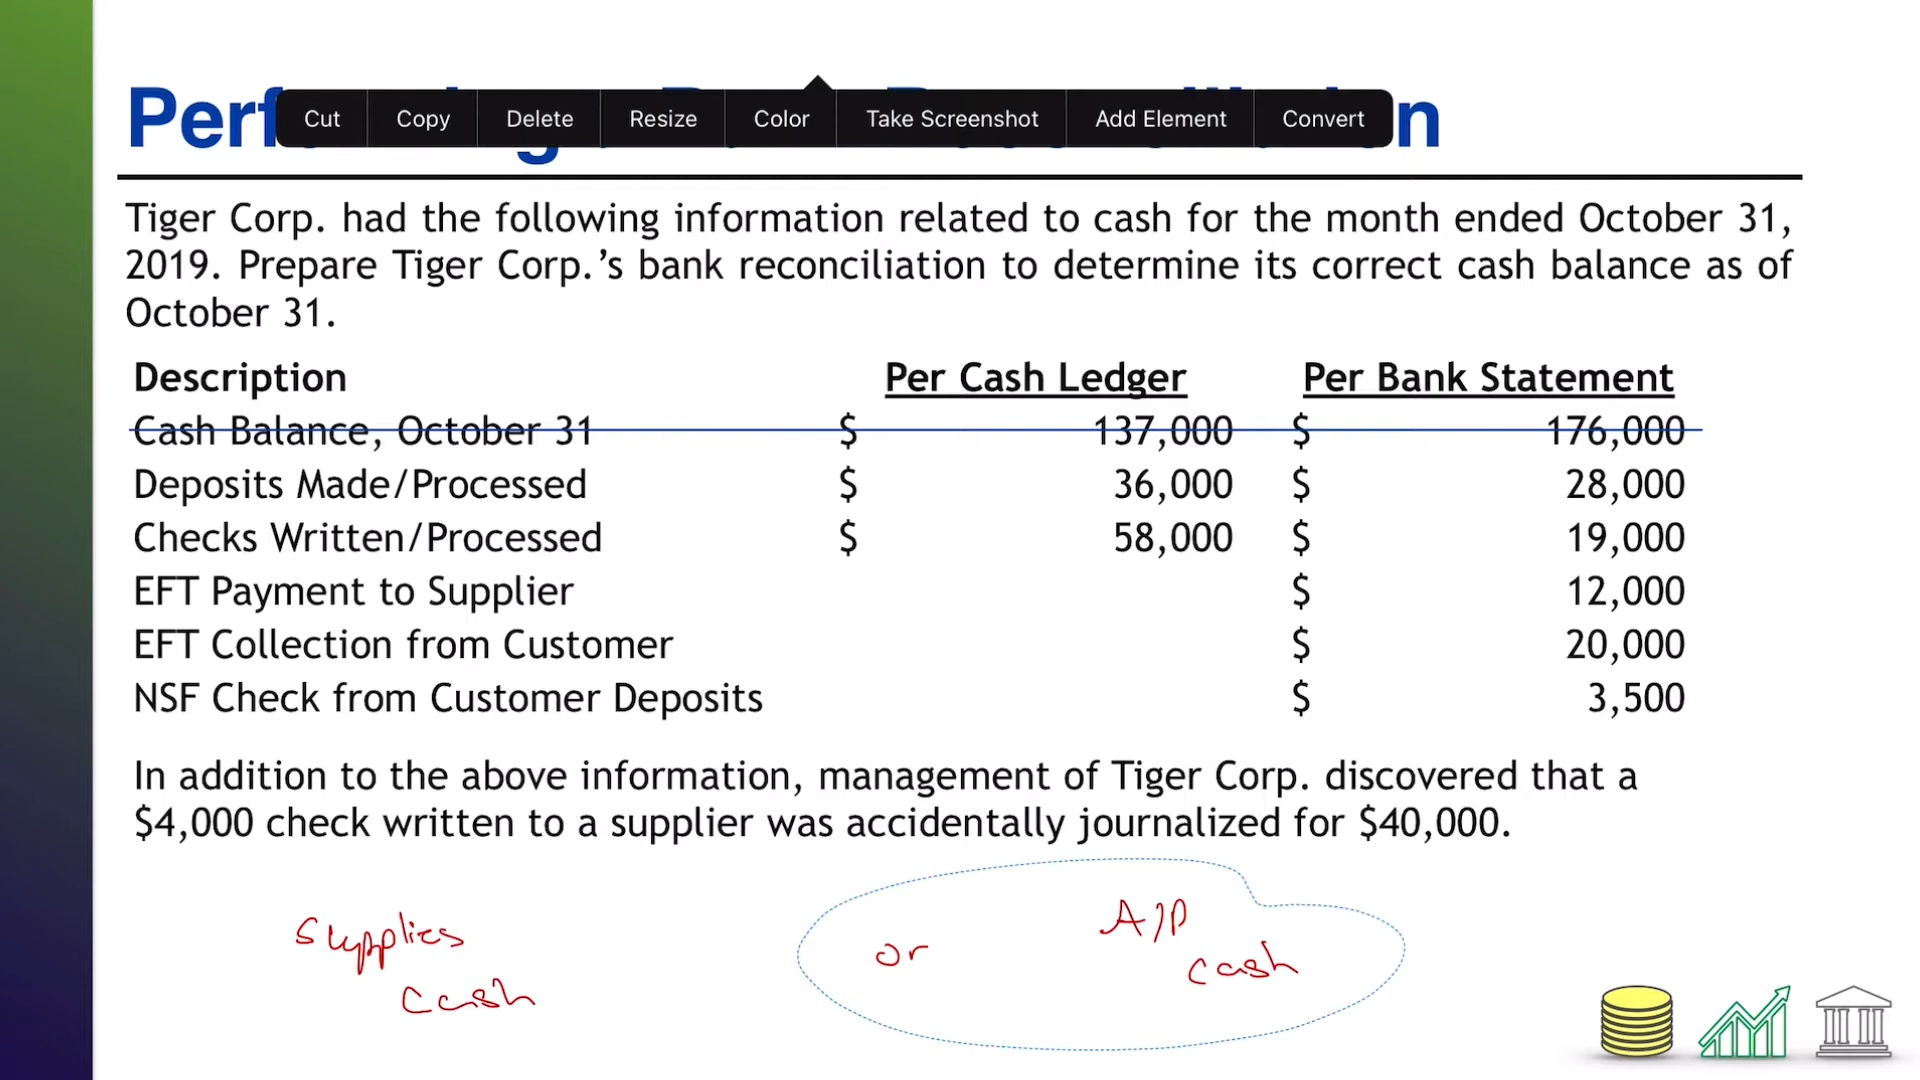 Perf
n
Cut Copy Delete Resize Color Take Screenshot Add Element Convert
Tiger Corp. had the following information related to cash for the month ended October 31,
2019. Prepare Tiger Corp.’s bank reconciliation to determine its correct cash balance as of
October 31.
Description Per Cash Ledger Per Bank Statement
Cash Balance, October 31 $ 137,000 $ 176,000
Deposits Made/Processed $ 36,000 $ 28,000
Checks Written/Processed $ 58,000 $ 19,000
EFT Payment to Supplier $ 12,000
EFT Collection from Customer $ 20,000
NSF Check from Customer Deposits $ 3,500
In addition to the above information, management of Tiger Corp. discovered that a
$4,000 check written to a supplier was accidentally journalized for $40,000.
Supplies or A/P
Cash Cash